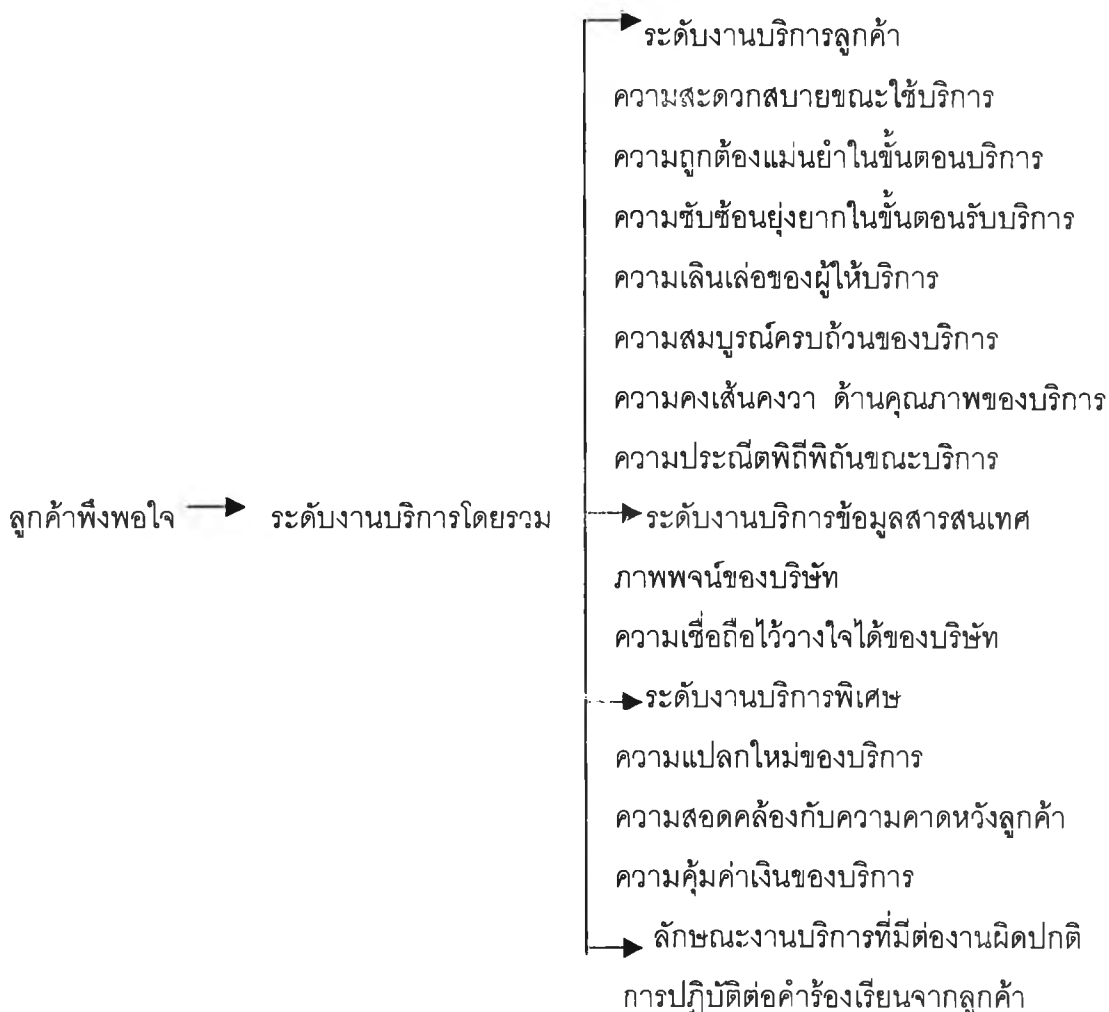 ระดับงานบริการลูกค้า
ความสะดวกสบายขณะใช้บริการ
ความถูกต้องแม่นยำในขั้นตอนบริการ
ความซับซ้อนยุ่งยากในขั้นตอนรับบริการ
ความเลินเล่อของผู้ให้บริการ
ความสมบูรณ์ครบถ้วนของบริการ
ความคงเส้นคงวา ด้านคุณภาพของบริการ
ความประณีตพิถีพิถันขณะบริการ
ลูกค้าพึงพอใจ ระดับงานบริการโดยรวม ระดับงานบริการข้อมูลสารสนเทศ
ภาพพจน์ของบริษัท
ความเชื่อถือไว้วางใจได้ของบริษัท
ระดับงานบริการพิเศษ
ความแปลกใหม่ของบริการ
ความสอดคล้องกับความคาดหวังลูกค้า
ความคุ้มค่าเงินของบริการ
ลักษณะงานบริการที่มีต่องานผิดปกติ
การปฏิบัติต่อคำร้องเรียนจากลูกค้า